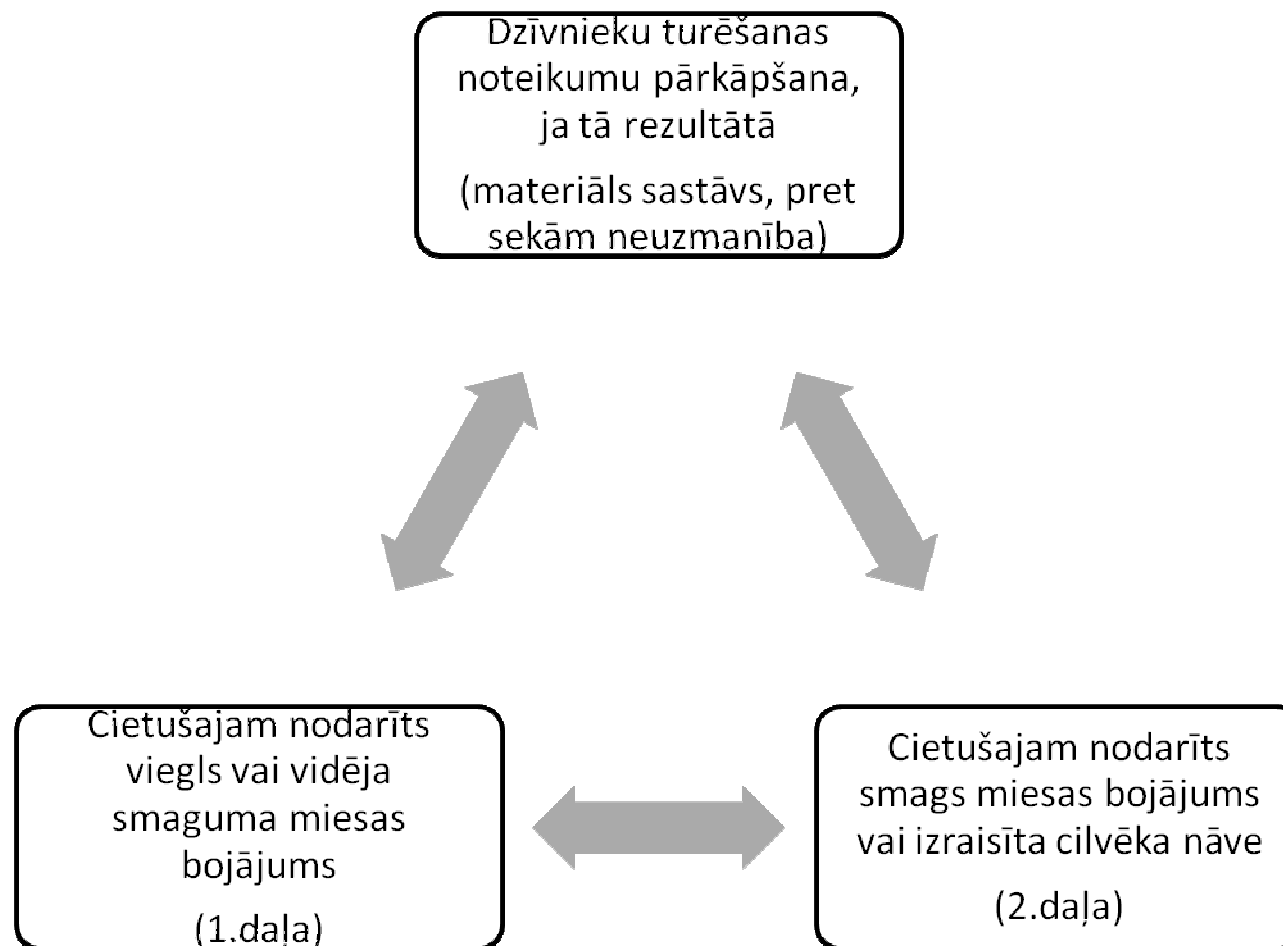 Dzīvnieku turēšanas
noteikumu pārkāpšana,
ja tā rezultātā
(materiāls sastāvs, pret
sekām neuzmanība)
Cietušajam nodarīts
viegls vai vidēja
smaguma miesas
bojājums
(1.daļa)
Cietušajam nodarīts
smags miesas bojājums
vai izraisīta cilvēka nāve
(2.daļa)